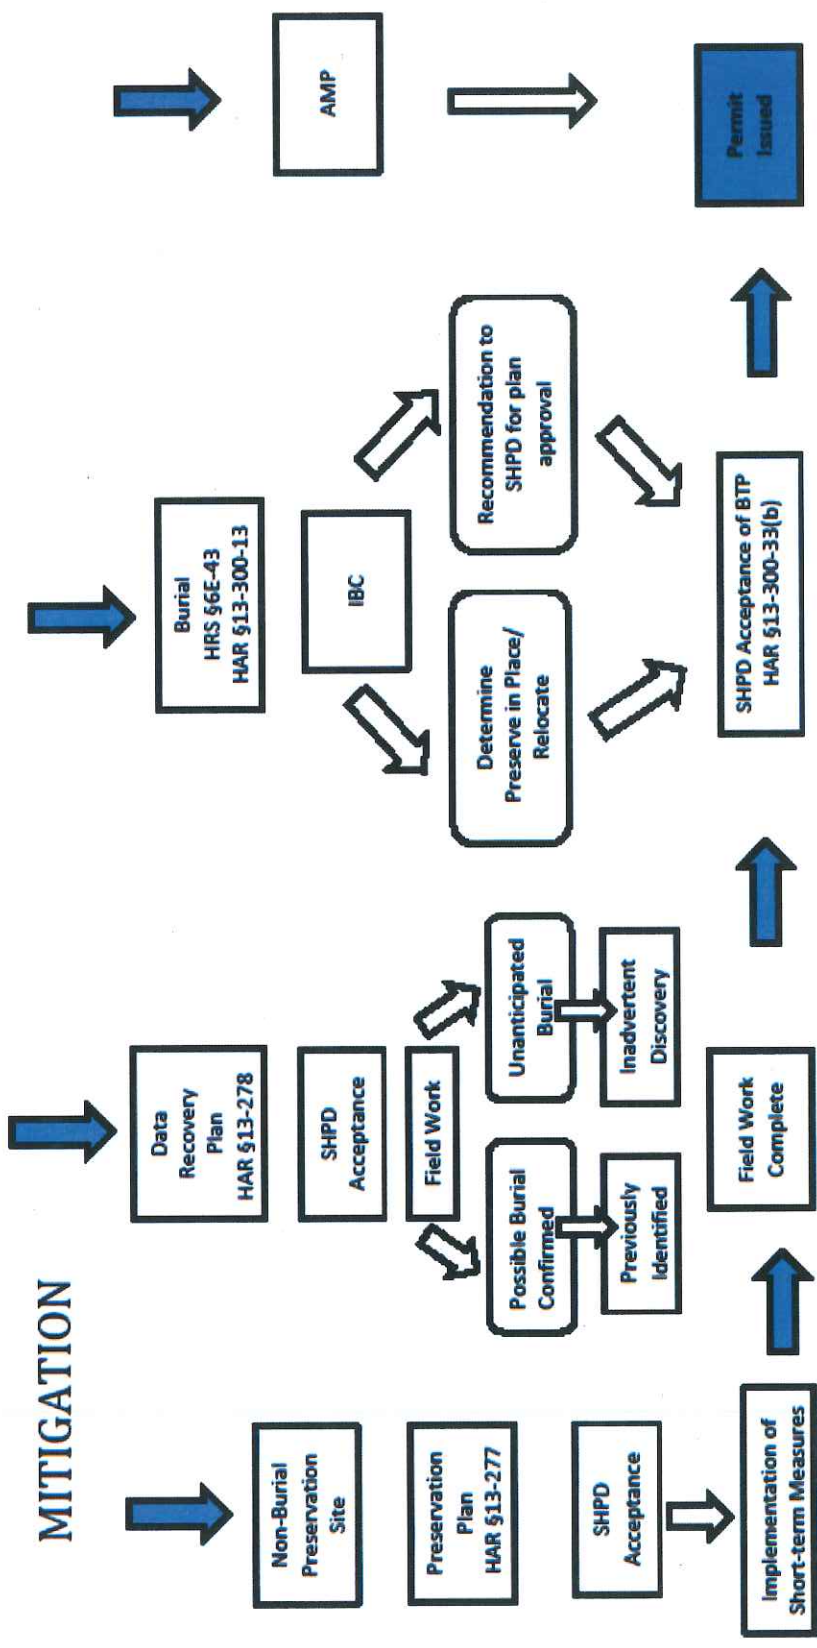 MITIGATION
Non-Burial
Preservation
Site
Preservation
Plan
HAR §13-277
SHPD
Acceptance
Implementation of
Short-term Measures
Data
Recovery
Plan
HAR §13-278
SHPD
Acceptance
Field Work
Possible Burial
Confirmed
Previously
Identified
Unanticipated
Burial
Inadvertent
Discovery
Field Work
Complete
Burial
HRS §6E-43
HAR §13-300-13
IBC
Determine
Preserve in Place/
Relocate
Recommendation to
SHPD for plan
approval
SHPD Acceptance of BTP
HAR §13-300-33(b)
AMP
Permit
Issued